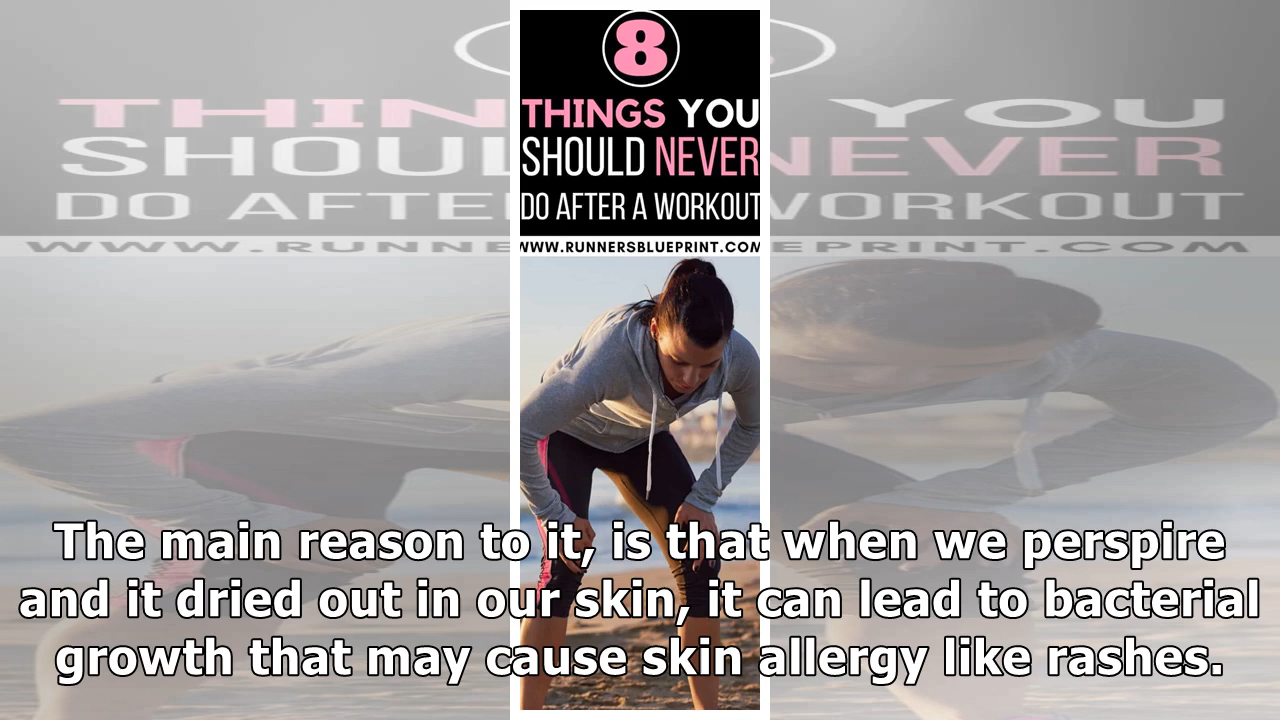 8
THINGS YOU
SHOULD NEVER
DO AFTER A WORKOUT
WWW.RUNNERSBLUEPRINT.COM
The main reason to it, is that when we perspire
and it dried out in our skin, it can lead to bacterial
growth that may cause skin allergy like rashes.